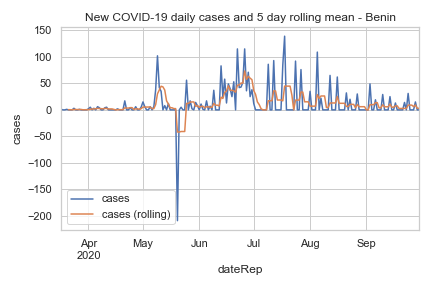 New COVID-19 daily cases and 5 day rolling mean - Benin
150
100
50
0
−50
−100
−150
−200
cases
cases
cases (rolling)
Apr
2020
May
Jun
Jul
Aug
Sep
dateRep